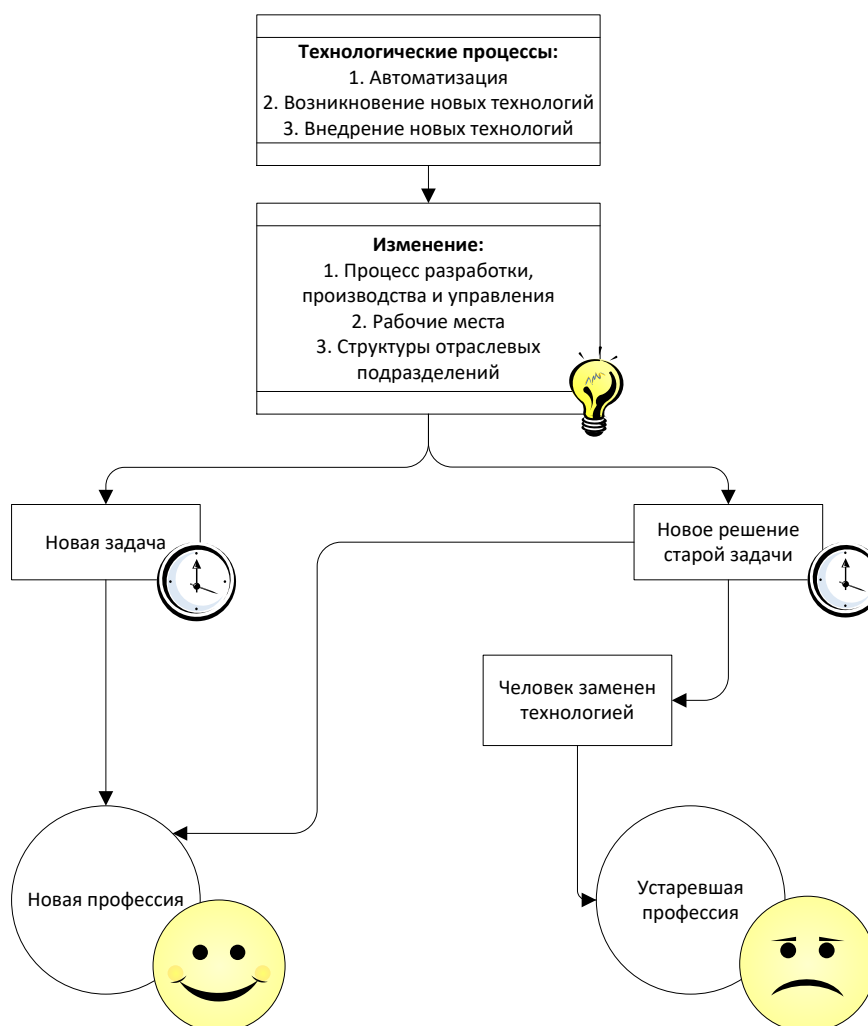 Технологические процессы:
1. Автоматизация
2. Возникновение новых технологий
3. Внедрение новых технологий
Изменение:
1. Процесс разработки,
производства и управления
2. Рабочие места
3. Структуры отраслевых
подразделений
Новая задача
Новое решение
старой задачи
Человек заменен
технологией
Новая профессия
Устаревшая
профессия